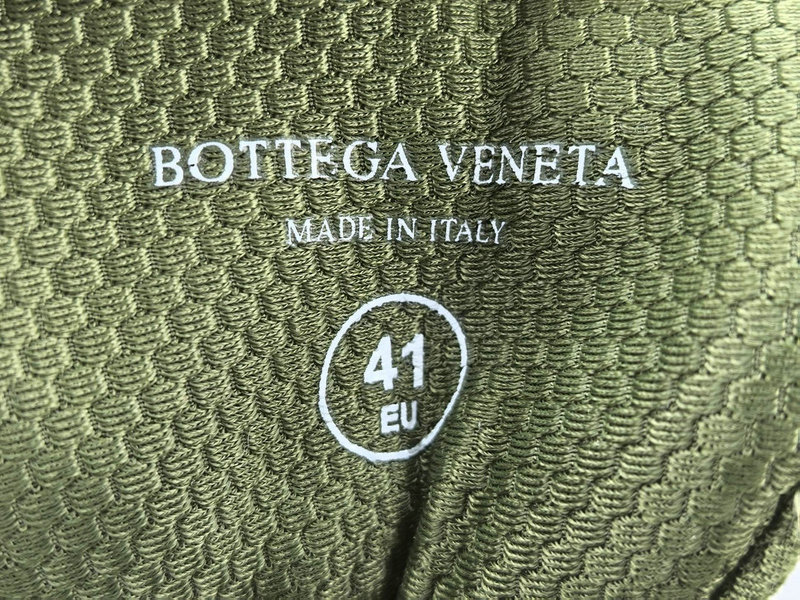 BOTTEGA VENETA
MADE IN ITALY
41
EU